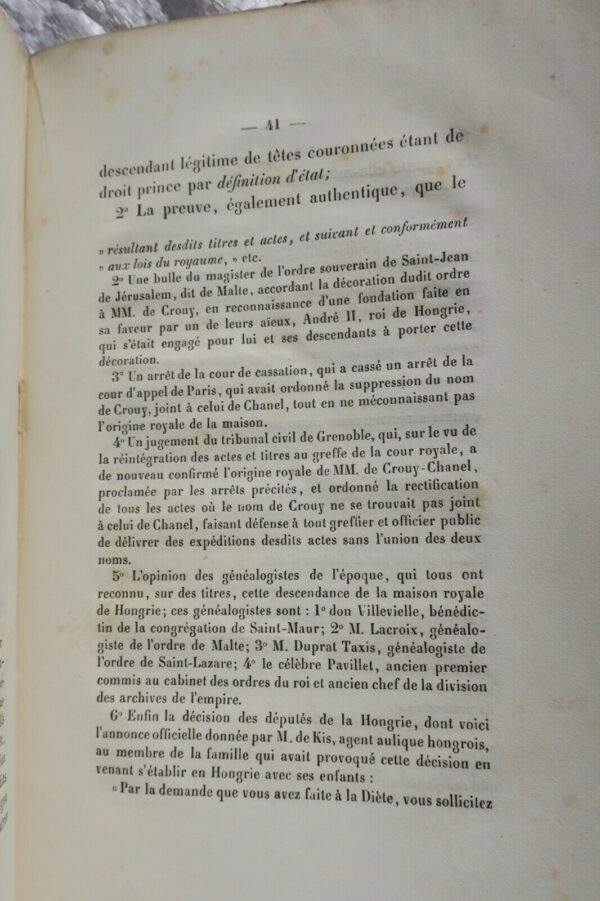 — 41 —
descendant légitime de têtes couronnées étant de
droit prince par définition d'état;
2º La preuve, également authentique, que le
» résultant desdits titres et actes, et suivant et conformément
» aux lois du royaume, » etc.
2º Une bulle du magister de l'ordre souverain de Saint-Jean
de Jérusalem, dit de Malte, accordant la décoration dudit ordre
à MM. de Crouy, en reconnaissance d'une fondation faite en
sa faveur par un de leurs aïeux, André II, roi de Hongrie,
qui s'était engagé pour lui et ses descendants à porter cette
décoration.
3º Un arrêt de la cour de cassation, qui a cassé un arrêt de la
cour d'appel de Paris, qui avait ordonné la suppression du nom
de Crouy, joint à celui de Chanel, tout en ne méconnaissant pas
l'origine royale de la maison.
4º Un jugement du tribunal civil de Grenoble, qui, sur le vu de
la réintégration des actes et titres au greffe de la cour royale, a
de nouveau confirmé l'origine royale de MM. de Crouy-Chanel,
proclamée par les arrêts précités, et ordonné la rectification
de tous les actes où le nom de Crouy ne se trouvait pas joint
à celui de Chanel, faisant défense à tout greffier et officier public
de délivrer des expéditions desdits actes sans l'union des deux
noms.
5º L'opinion des généalogistes de l'époque, qui tous ont
reconnu, sur des titres, cette descendance de la maison royale
de Hongrie; ces généalogistes sont : 1º don Villevielle, bénédic-
tin de la congrégation de Saint-Maur; 2º M. Lacroix, généalo-
giste de l'ordre de Malte; 3º M. Duprat Taxis, généalogiste de
l'ordre de Saint-Lazare; 4º le célèbre Pavillet, ancien premier
commis au cabinet des ordres du roi et ancien chef de la division
des archives de l'empire.
6º Enfin la décision des députés de la Hongrie, dont voici
l'annonce officielle donnée par M. de Kis, agent aulique hongrois,
au membre de la famille qui avait provoqué cette décision en
venant s'établir en Hongrie avec ses enfants :
« Par la demande que vous avez faite à la Diète, vous sollicitez